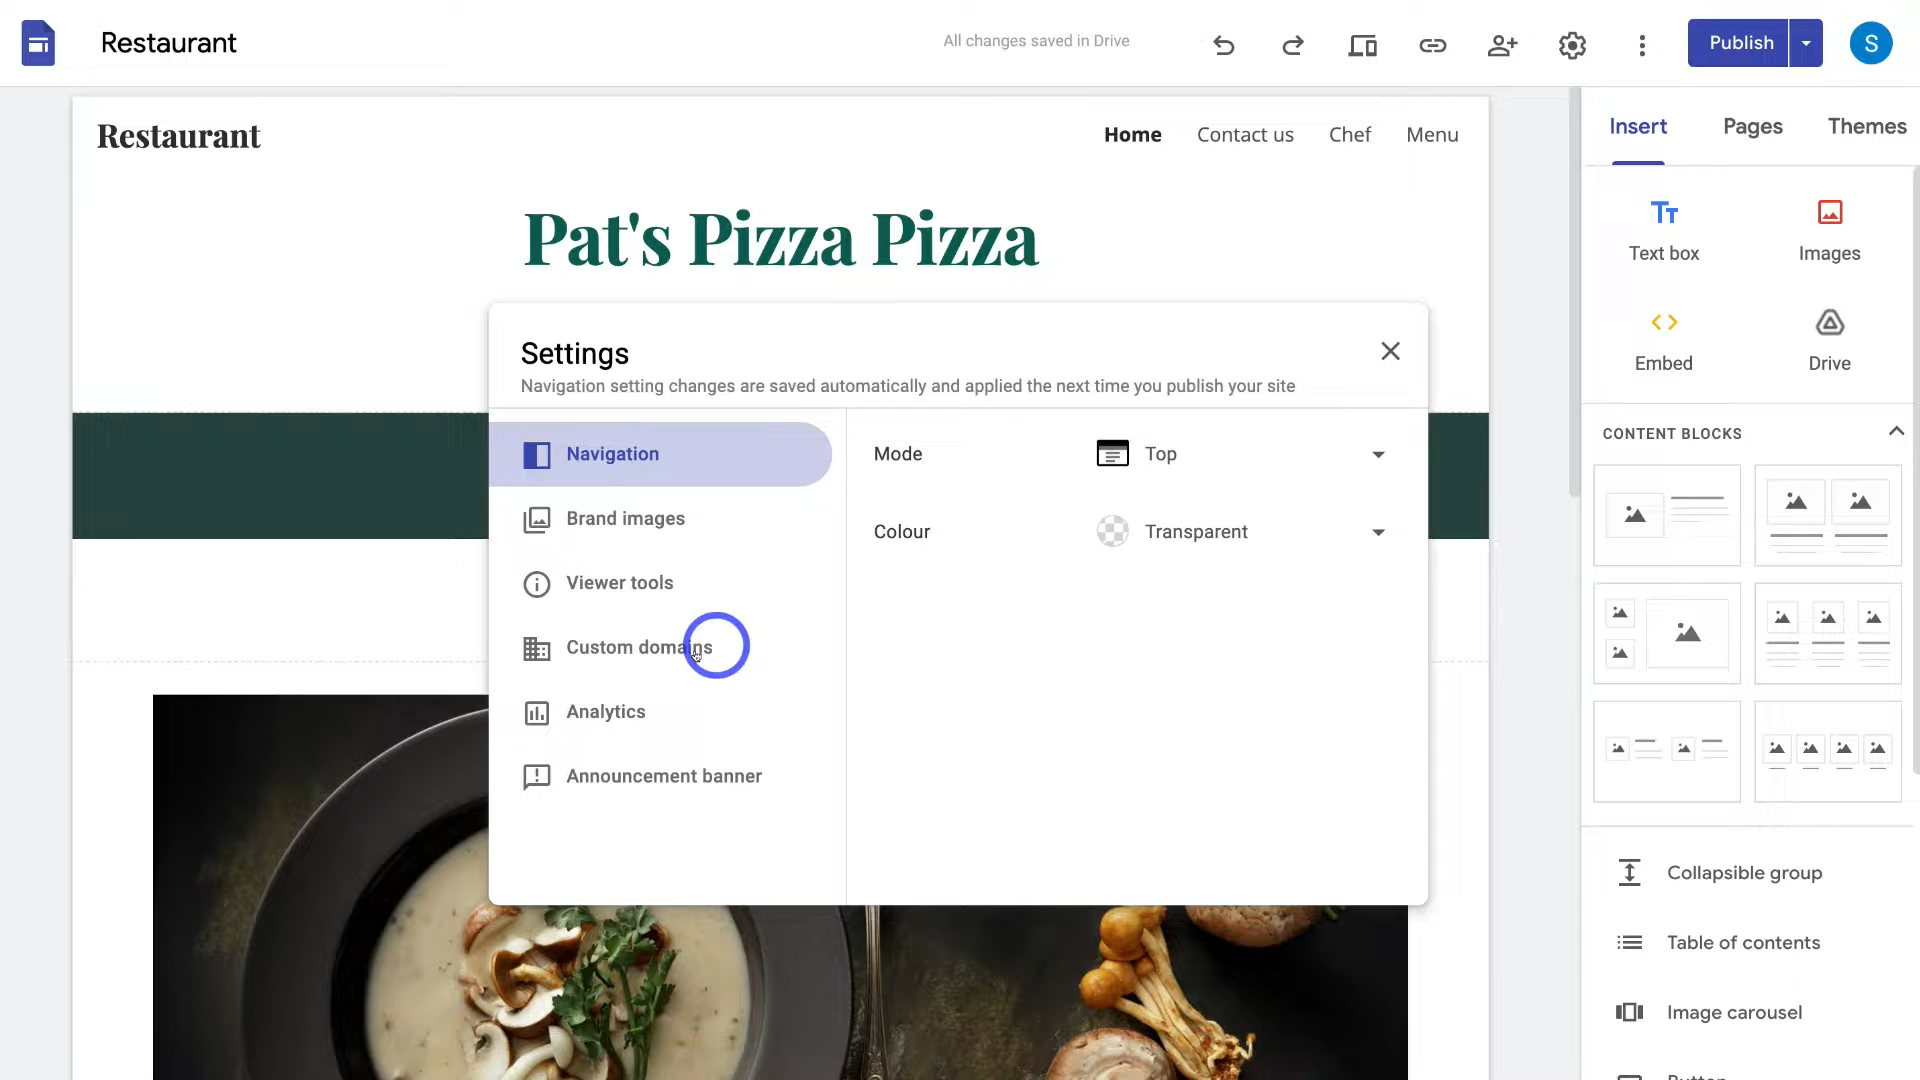 Restaurant
All changes saved in Drive
Publish
S
Restaurant
Home
Contact us
Chef
Menu
Pat's Pizza Pizza
Settings
Navigation setting changes are saved automatically and applied the next time you publish your site
Navigation
Brand images
Viewer tools
Custom domains
Analytics
Announcement banner
Mode
Top
Colour
Transparent
Insert
Pages
Themes
Text box
Images
Embed
Drive
CONTENT BLOCKS
Collapsible group
Table of contents
Image carousel